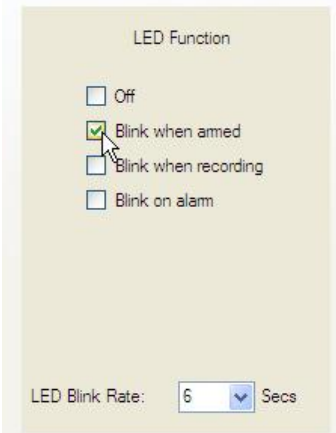 LED Function
Off
Blink when armed
Blink when recording
Blink on alarm
LED Blink Rate: 6 Secs